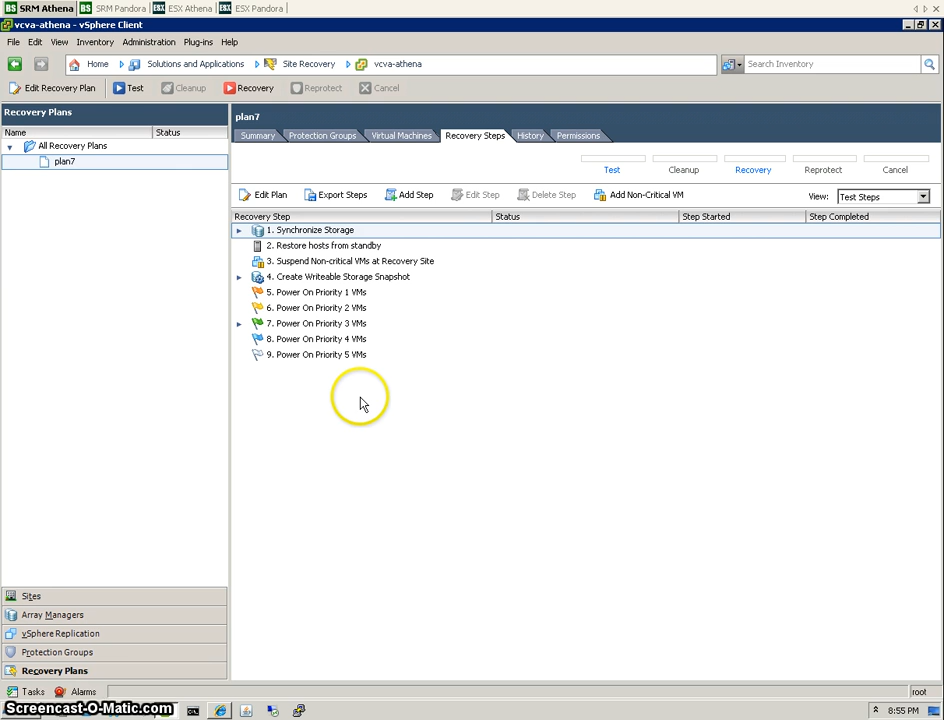 SRM Athena SRM Pandora ESX Athena ESX Pandora
vcva-athena - vSphere Client
File Edit View Inventory Administration Plug-ins Help
Home Solutions and Applications Site Recovery vcva-athena Search Inventory
Edit Recovery Plan Test Cleanup Recovery Reprotect Cancel
Recovery Plans
Name Status
All Recovery Plans
plan7
plan7
Summary Protection Groups Virtual Machines Recovery Steps History Permissions
Test Cleanup Recovery Reprotect Cancel
Edit Plan Export Steps Add Step Edit Step Delete Step Add Non-Critical VM View: Test Steps
Recovery Step Status Step Started Step Completed
1. Synchronize Storage
2. Restore hosts from standby
3. Suspend Non-critical VMs at Recovery Site
4. Create Writeable Storage Snapshot
5. Power On Priority 1 VMs
6. Power On Priority 2 VMs
7. Power On Priority 3 VMs
8. Power On Priority 4 VMs
9. Power On Priority 5 VMs
Sites
Array Managers
vSphere Replication
Protection Groups
Recovery Plans
Tasks Alarms root
Screencast-O-Matic.com 8:55 PM